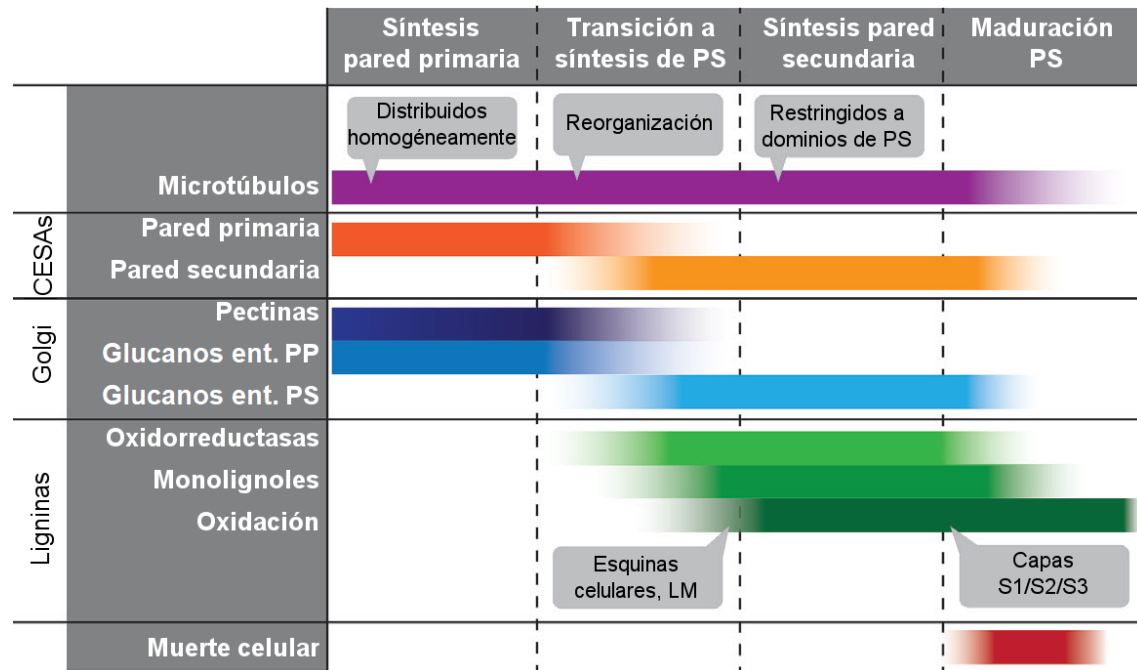 Síntesis
pared primaria
Transición a
síntesis de PS
Síntesis pared
secundaria
Maduración
PS
Distribuidos
homogéneamente
Reorganización
Restringidos a
dominios de PS
Microtúbulos
CESAs
Pared primaria
Pared secundaria
Golgi
Pectinas
Glucanos ent. PP
Glucanos ent. PS
Ligninas
Oxidorreductasas
Monolignoles
Oxidación
Esquinas
celulares, LM
Capas
S1/S2/S3
Muerte celular